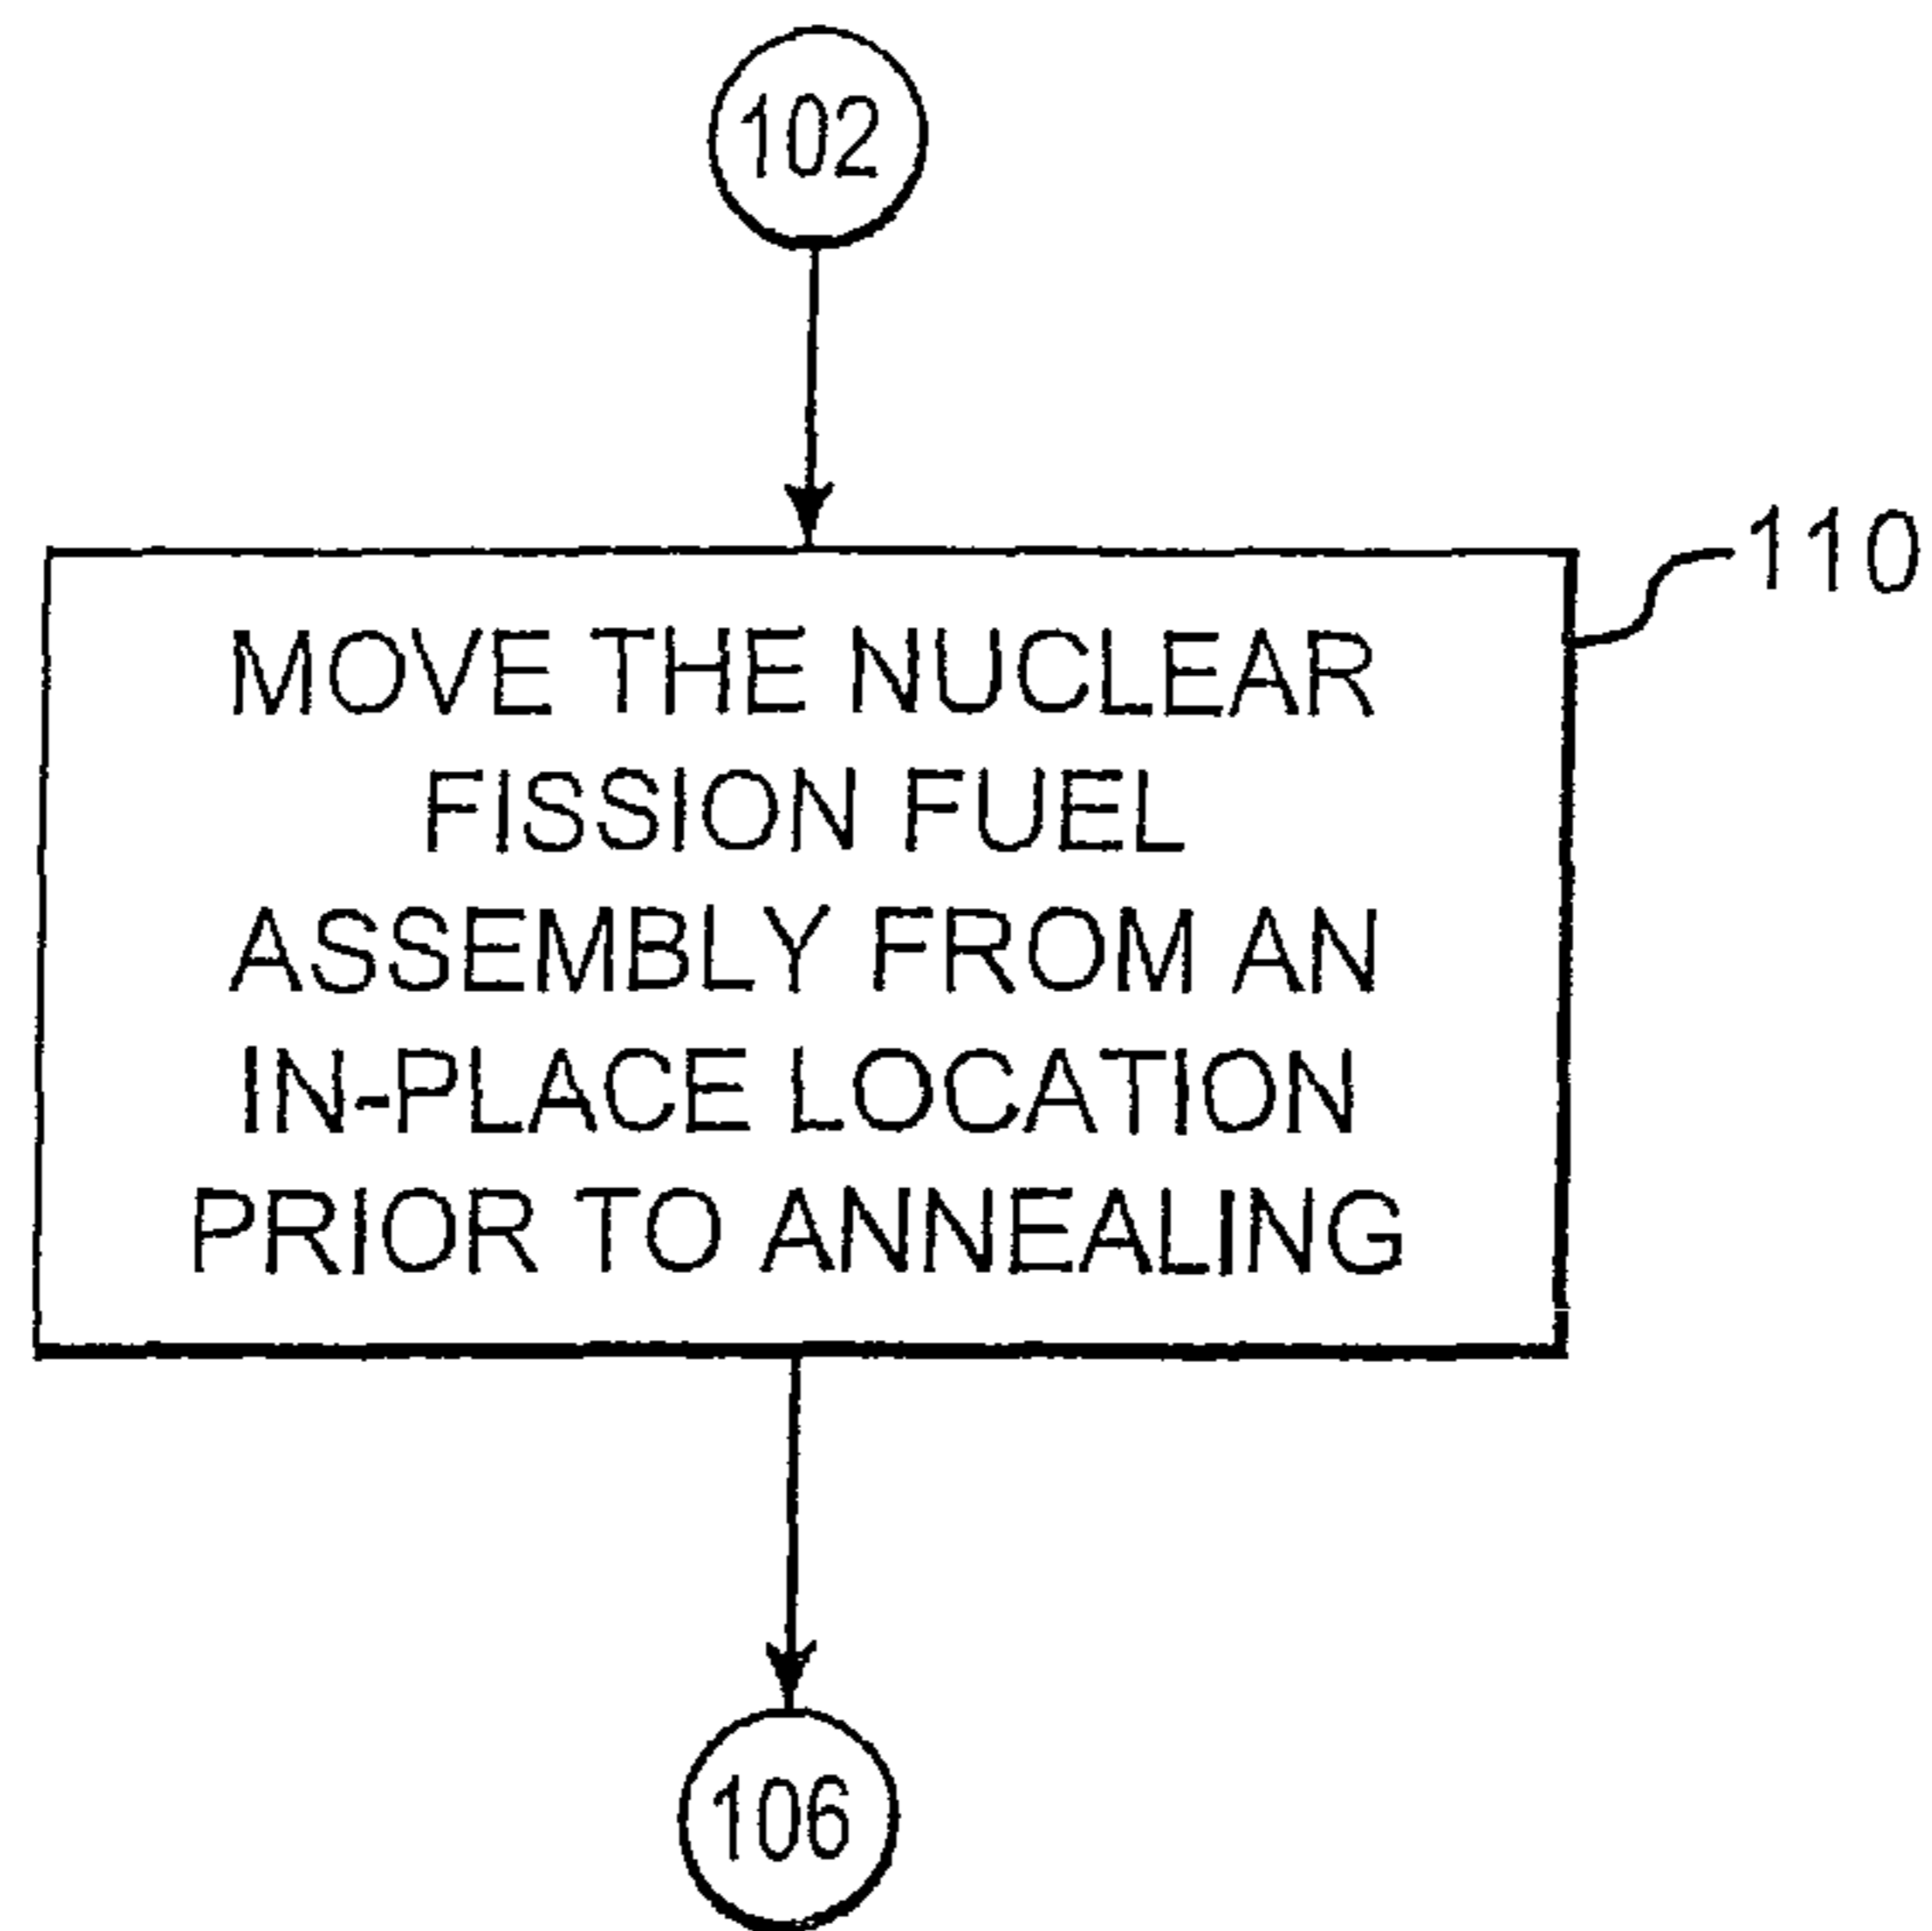 102
110
MOVE THE NUCLEAR
FISSION FUEL
ASSEMBLY FROM AN
IN-PLACE LOCATION
PRIOR TO ANNEALING
106